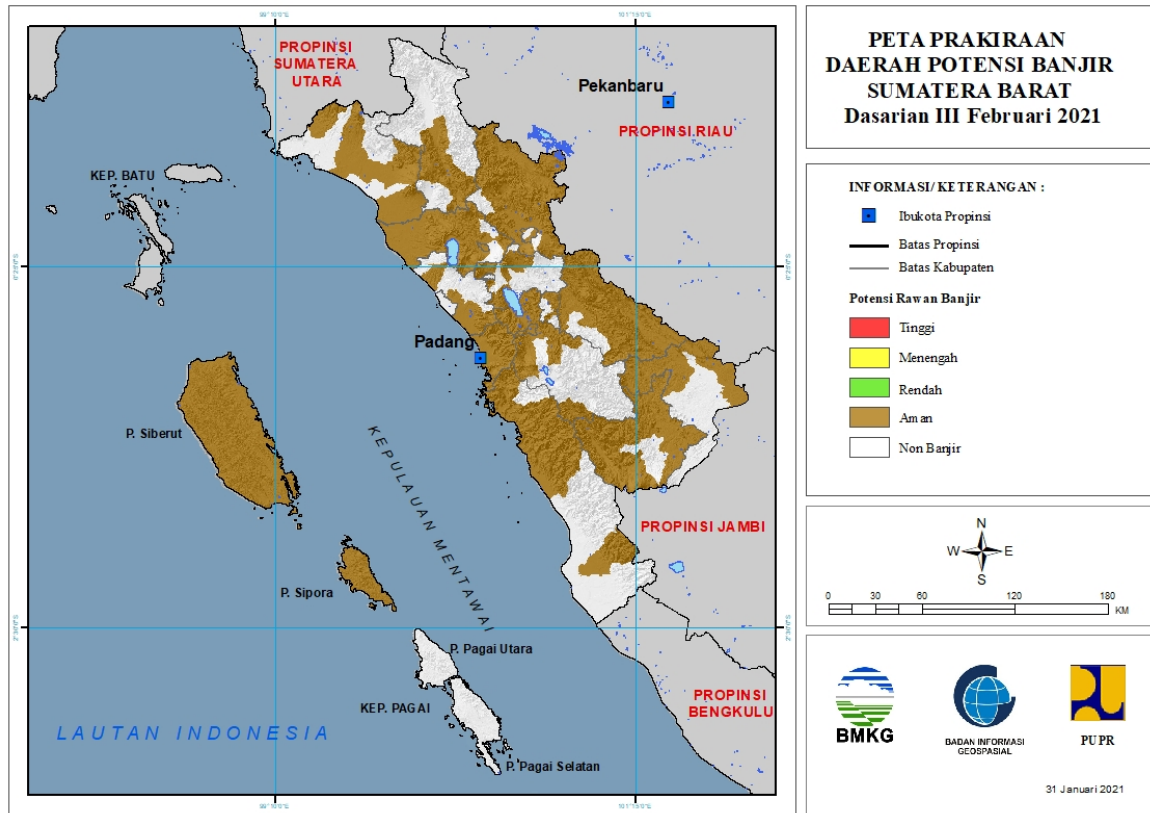 PROPINSI
SUMATERA
UTARA
Pekanbaru
PROPINSI RIAU
KEP. BATU
Padang
P. Siberut
KEPULAUAN MENTAWAI
PROPINSI JAMBI
P. Sipora
P. Pagai Utara
KEP. PAGAI
PROPINSI
BENGKULU
LAUTAN INDONESIA
P. Pagai Selatan
PETA PRAKIRAAN
DAERAH POTENSI BANJIR
SUMATERA BARAT
Dasarian III Februari 2021
INFORMASI/ KETERANGAN :
Ibukota Propinsi
Batas Propinsi
Batas Kabupaten
Potensi Rawan Banjir
Tinggi
Menengah
Rendah
Aman
Non Banjir
N
W E
S
0 30 60 120 180
KM
BMKG
BADAN INFORMASI
GEOSPASIAL
PUPR
31 Januari 2021